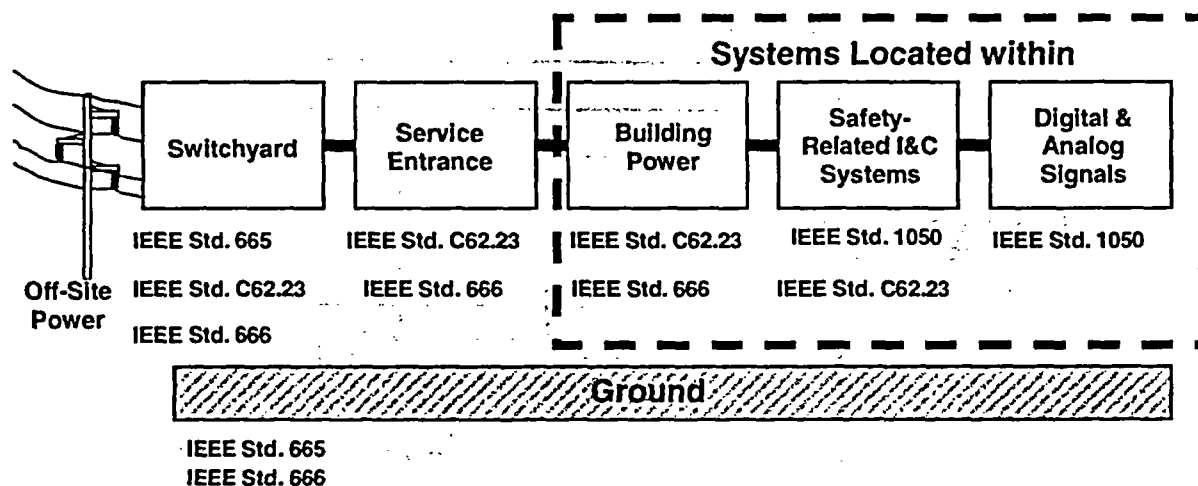 Systems Located within
Switchyard
Service
Entrance
Building
Power
Safety-
Related I&C
Systems
Digital &
Analog
Signals
Off-Site
Power
IEEE Std. 665
IEEE Std. C62.23
IEEE Std. 666
IEEE Std. C62.23
IEEE Std. 666
IEEE Std. C62.23
IEEE Std. 666
IEEE Std. 1050
IEEE Std. C62.23
IEEE Std. 1050
Ground
IEEE Std. 665
IEEE Std. 666